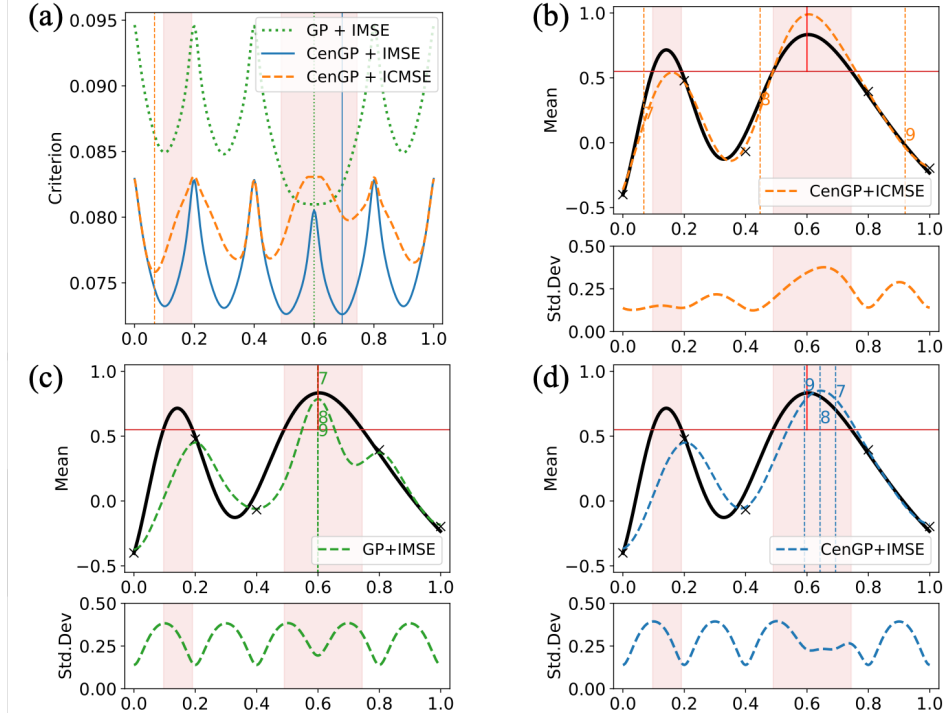 (a)
0.095
0.090
0.085
0.080
0.075
Criterion
GP + IMSE
CenGP + IMSE
CenGP + ICMSE
0.0 0.2 0.4 0.6 0.8 1.0
(b)
1.0
0.5
0.0
−0.5
Mean
7
8
9
CenGP+ICMSE
0.50
0.25
0.00
Std.Dev
0.0 0.2 0.4 0.6 0.8 1.0
(c)
1.0
0.5
0.0
−0.5
Mean
7
8
9
GP+IMSE
0.50
0.25
0.00
Std.Dev
0.0 0.2 0.4 0.6 0.8 1.0
(d)
1.0
0.5
0.0
−0.5
Mean
9
7
8
CenGP+IMSE
0.50
0.25
0.00
Std.Dev
0.0 0.2 0.4 0.6 0.8 1.0